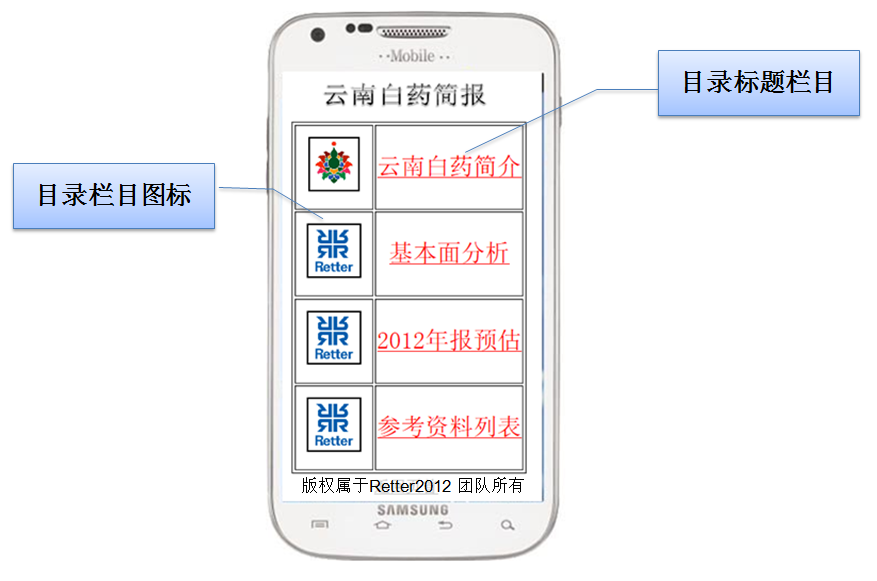 ··Mobile··
云南白药简报
目录标题栏目
云南白药简介
目录栏目图标
Retter
基本面分析
Retter
2012年报预估
Retter
参考资料列表
版权属于Retter2012 团队所有
SAMSUNG